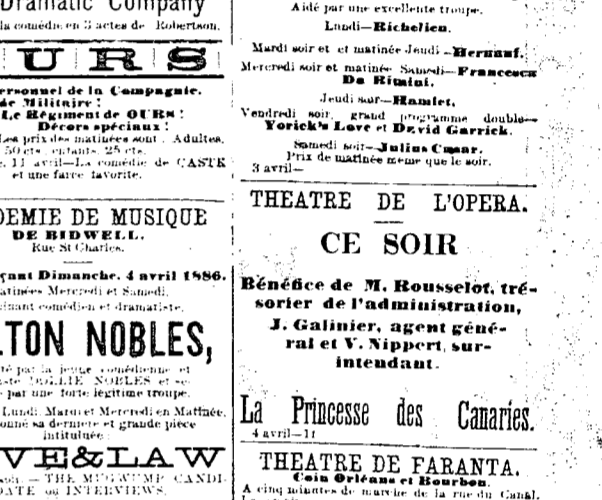 Dramatic Company
la comédie en 3 actes de Robertson.
OURS
Personnel de la Compagnie.
de Militaire!
Le Régiment de OURS!
Décors spéciaux!
Les prix des matinées sont: Adultes,
50 cts, enfants, 25 cts.
11 avril—La comédie de CASTE
et une farce favorite.
DEMIE DE MUSIQUE
DE BIDWELL.
Rue St Charles.
çant Dimanche, 4 avril 1886.
Matinées Mercredi et Samedi.
comédien et dramatiste.
LTON NOBLES,
té par la jeune comédienne et
DOLLIE NOBLES et
par une forte légitime troupe.
Lundi, Mardi et Mercredi en Matinée,
sa dernière et grande pièce
intitulée:
VE & LAW
THE MUGWUMP CANDI-
DATE ou INTERVIEWS.
Aidé par une excellente troupe.
Lundi—Richelieu.
Mardi soir et et matinée Jeudi—Hernani.
Mercredi soir et matinée Samedi—Francesca
Da Rimini.
Jeudi soir—Hamlet.
Vendredi soir, grand programme double—
Yorick's Love et David Garrick.
Samedi soir—Julius Cæsar.
Prix de matinée même que le soir.
3 avril—
THEATRE DE L'OPERA.
CE SOIR
Bénéfice de M. Rousselot, tré-
sorier de l'administration,
J. Galinier, agent géné-
ral et V. Nippert, sur-
intendant.
La Princesse des Canaries.
4 avril—1t
THEATRE DE FARANTA.
Coin Orléans et Bourbon.
A cinq minutes de marche de la rue du Canal.